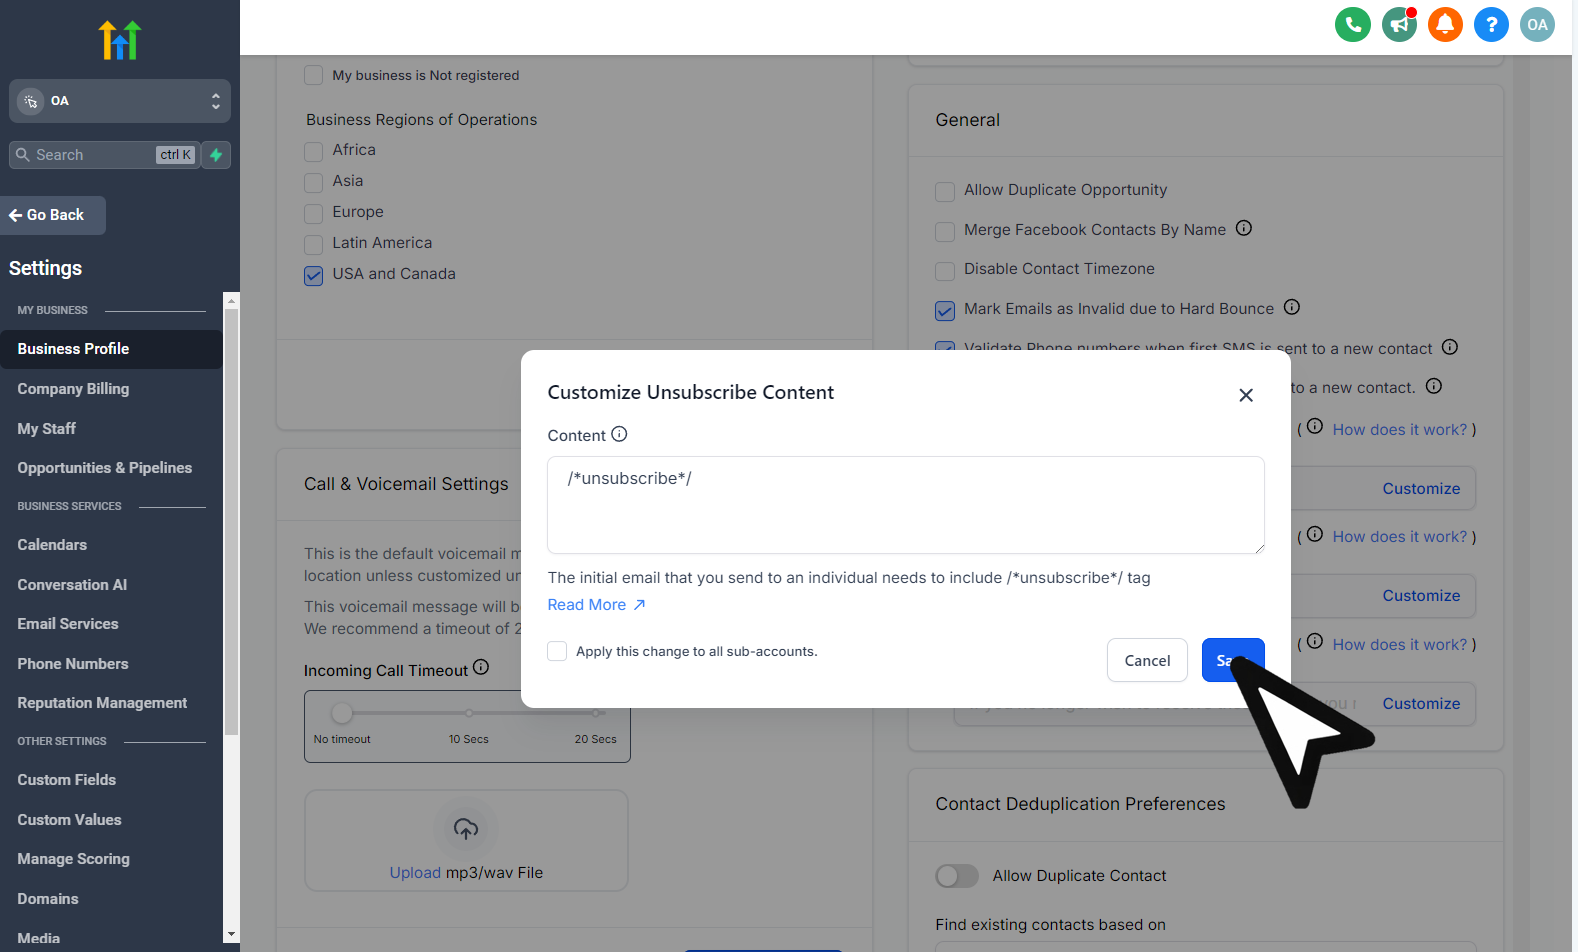 OA
OA
Search
ctrl K
Go Back
Settings
MY BUSINESS
Business Profile
Company Billing
My Staff
Opportunities & Pipelines
BUSINESS SERVICES
Calendars
Conversation AI
Email Services
Phone Numbers
Reputation Management
OTHER SETTINGS
Custom Fields
Custom Values
Manage Scoring
Domains
Media
My business is Not registered
Business Regions of Operations
Africa
Asia
Europe
Latin America
USA and Canada
Call & Voicemail Settings
This is the default voicemail
location unless customized
This voicemail message will
We recommend a timeout of
Incoming Call Timeout
No timeout
10 Secs
20 Secs
Upload mp3/wav File
General
Allow Duplicate Opportunity
Merge Facebook Contacts By Name
Disable Contact Timezone
Mark Emails as Invalid due to Hard Bounce
Validate Phone numbers when first SMS is sent to a new contact
to a new contact.
( How does it work? )
Customize
( How does it work? )
Customize
( How does it work? )
Customize
Contact Deduplication Preferences
Allow Duplicate Contact
Find existing contacts based on
Customize Unsubscribe Content
Content
/*unsubscribe*/
The initial email that you send to an individual needs to include /*unsubscribe*/ tag
Read More
Apply this change to all sub-accounts.
Cancel